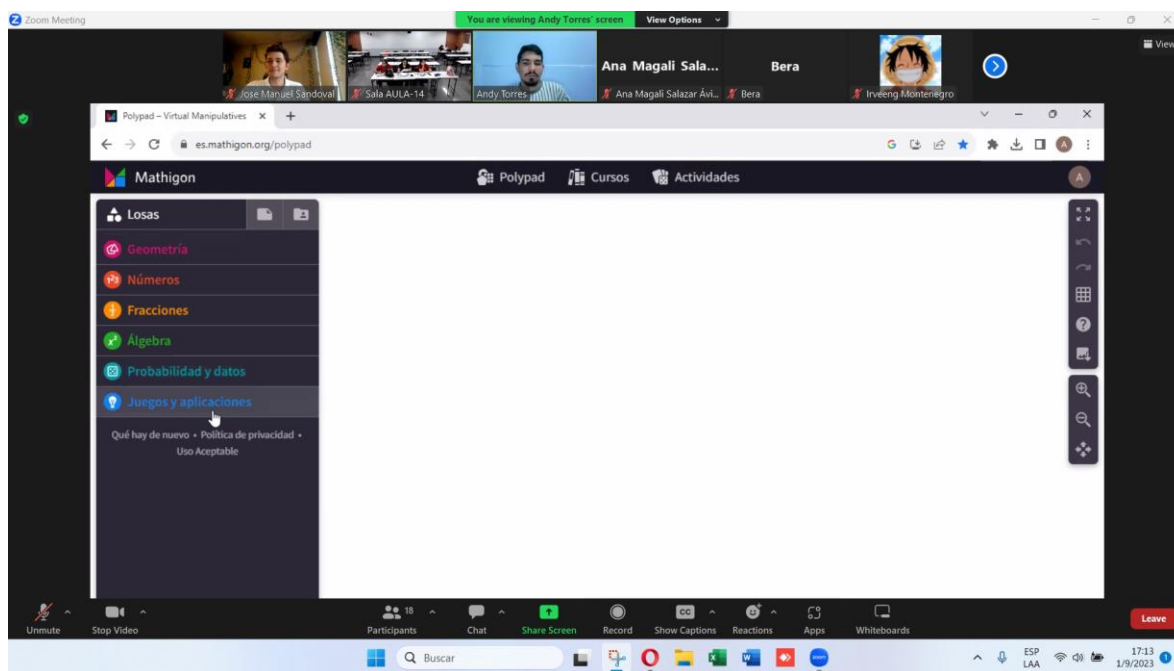 Zoom Meeting
You are viewing Andy Torres' screen
View Options
View
Jose Manuel Sandoval
Sala AULA-14
Andy Torres
Ana Magali Sala...
Ana Magali Salazar Ávi...
Bera
Bera
Irveeng Montenegro
Polypad – Virtual Manipulatives
es.mathigon.org/polypad
Mathigon
Polypad
Cursos
Actividades
A
Losas
Geometría
Números
Fracciones
Álgebra
Probabilidad y datos
Juegos y aplicaciones
Qué hay de nuevo • Política de privacidad •
Uso Aceptable
Unmute
Stop Video
18
Participants
Chat
Share Screen
Record
CC
Show Captions
Reactions
Apps
Whiteboards
Leave
Buscar
ESP
LAA
17:13
1/9/2023